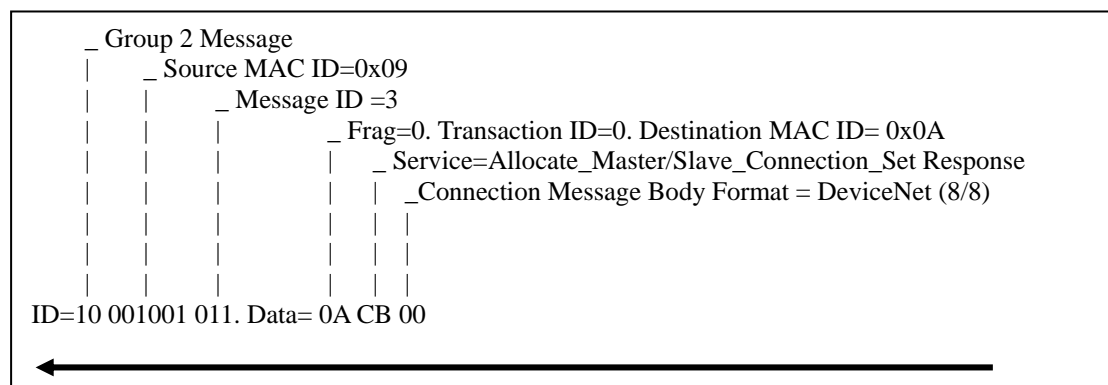 _ Group 2 Message
| _ Source MAC ID=0x09
| | _ Message ID =3
| | | _ Frag=0. Transaction ID=0. Destination MAC ID= 0x0A
| | | | _ Service=Allocate_Master/Slave_Connection_Set Response
| | | | | _Connection Message Body Format = DeviceNet (8/8)
| | | | | |
| | | | | |
| | | | | |
ID=10 001001 011. Data= 0A CB 00